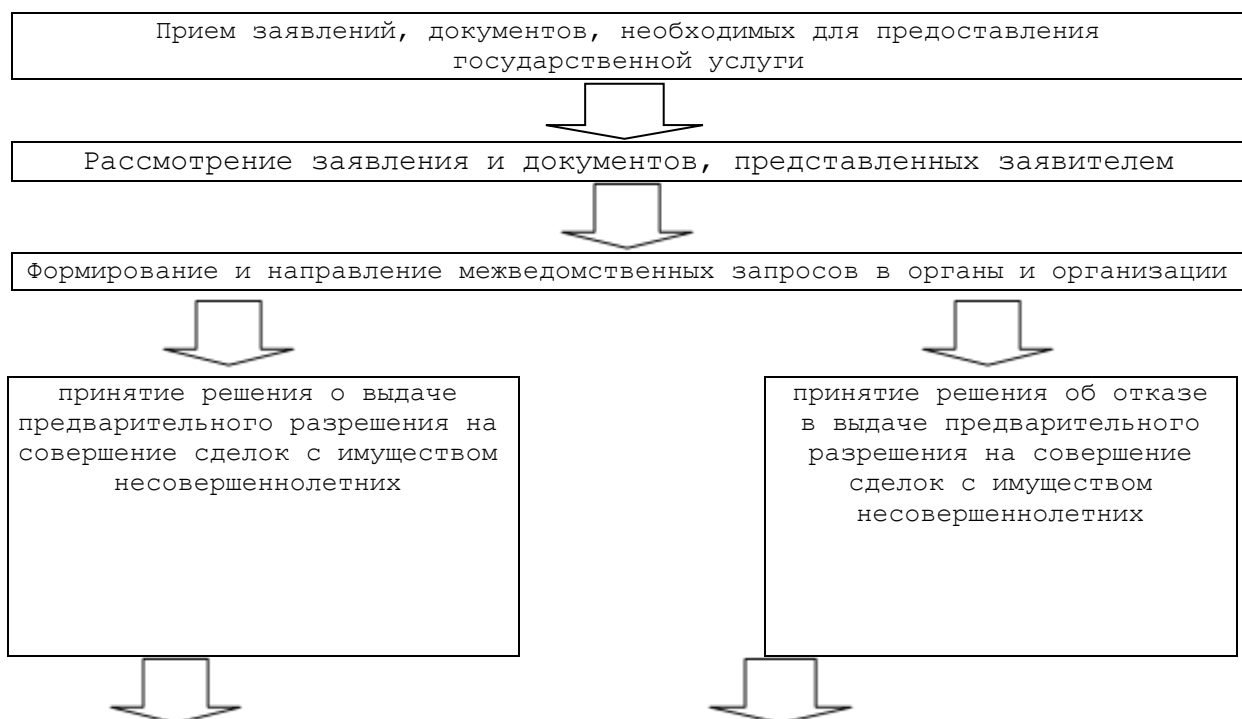 Прием заявлений, документов, необходимых для предоставления
государственной услуги
Рассмотрение заявления и документов, представленных заявителем
Формирование и направление межведомственных запросов в органы и организации
принятие решения о выдаче
предварительного разрешения на
совершение сделок с имуществом
несовершеннолетних
принятие решения об отказе
в выдаче предварительного
разрешения на совершение
сделок с имуществом
несовершеннолетних